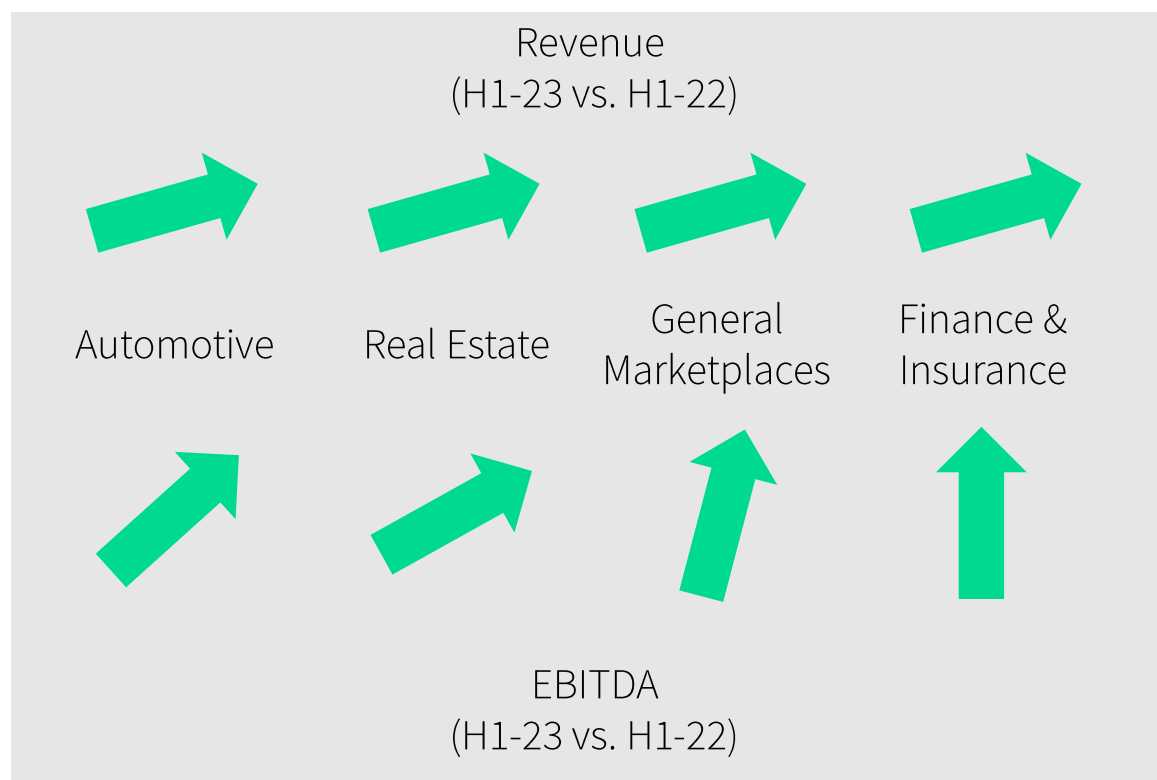 Revenue
(H1-23 vs. H1-22)
Automotive
Real Estate
General
Marketplaces
Finance &
Insurance
EBITDA
(H1-23 vs. H1-22)